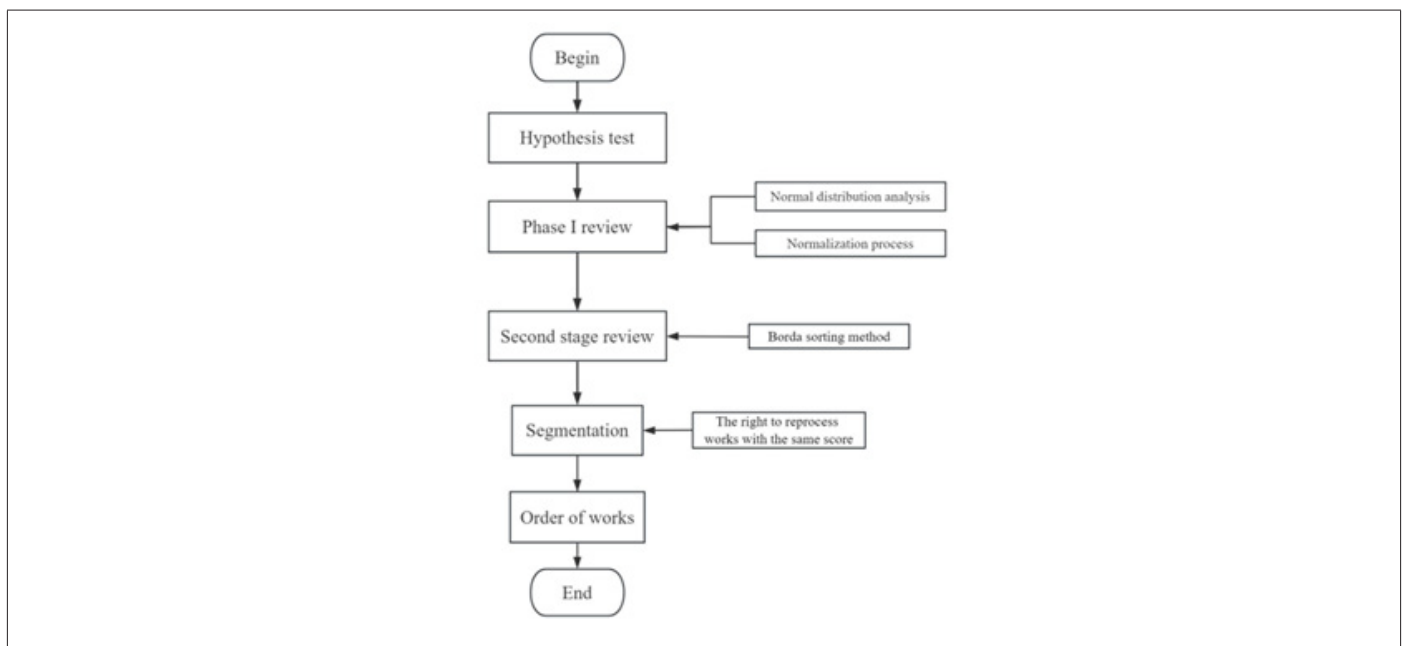 Begin
Hypothesis test
Normal distribution analysis
Phase I review
Normalization process
Second stage review
Borda sorting method
The right to reprocess
works with the same score
Segmentation
Order of works
End